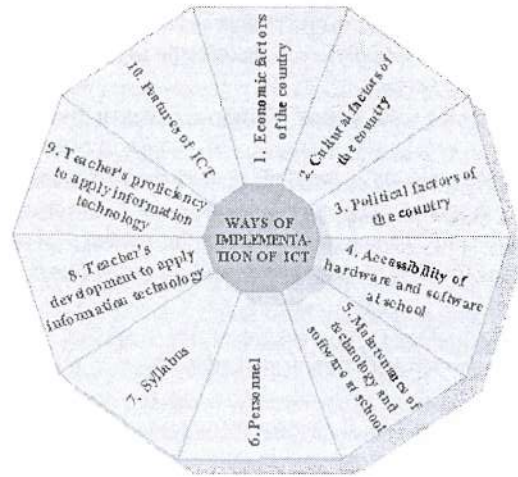 WAYS OF
IMPLEMENTA-
TION OF ICT
1. Economic factors
of the country
2. Cultural factors of
the country
3. Political factors of
the country
4. Accessibility of
hardware and software
at school
5. Maintenance of
technology and
software at school
6. Personnel
7. Syllabus
8. Teacher's
development to apply
information technology
9. Teacher's proficiency
to apply information
technology
10. Features of ICT